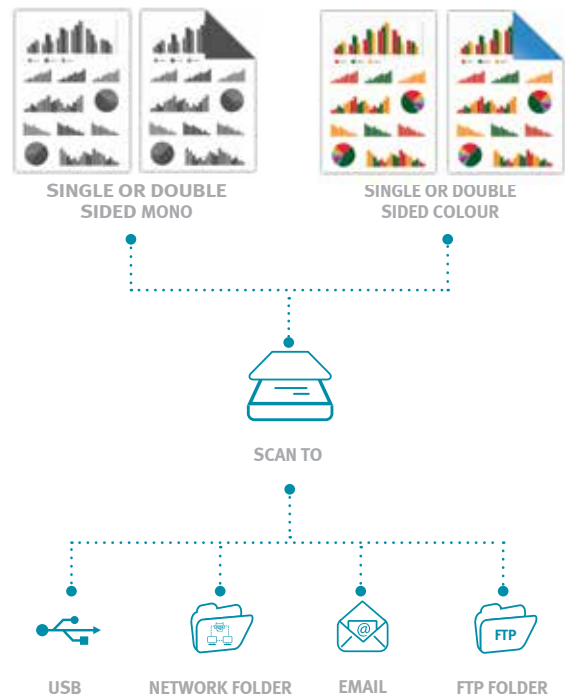 SINGLE OR DOUBLE
SIDED MONO
SINGLE OR DOUBLE
SIDED COLOUR
SCAN TO
@
FTP
USB
NETWORK FOLDER
EMAIL
FTP FOLDER